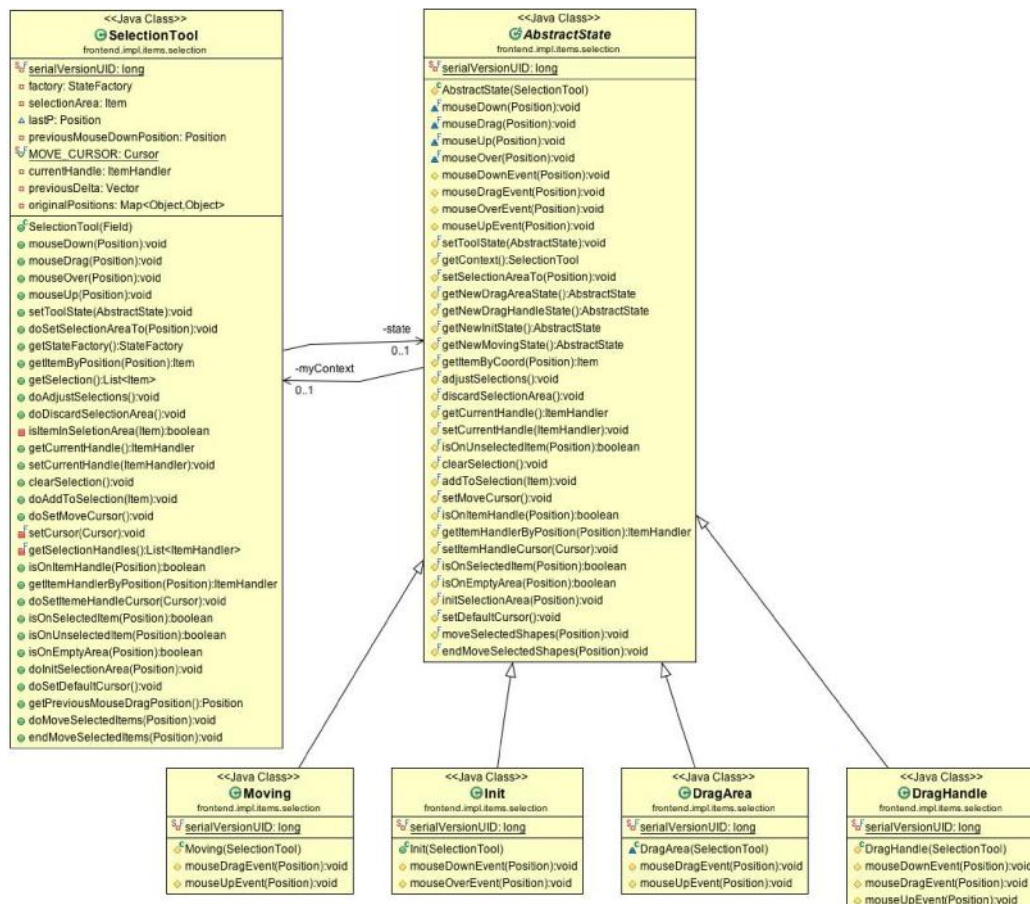 <<Java Class>>
SelectionTool
frontend.impl.items.selection
serialVersionUID: long
factory: StateFactory
selectionArea: Item
lastP: Position
previousMouseDownPosition: Position
MOVE_CURSOR: Cursor
currentHandle: ItemHandler
previousDelta: Vector
originalPositions: Map<Object,Object>
SelectionTool(Field)
mouseDown(Position):void
mouseDrag(Position):void
mouseOver(Position):void
mouseUp(Position):void
setToolState(AbstractState):void
doSetSelectionAreaTo(Position):void
getStateFactory():StateFactory
getItemByPosition(Position):Item
getSelection():List<Item>
doAdjustSelections():void
doDiscardSelectionArea():void
isItemInSeletionArea(Item):boolean
getCurrentHandle():ItemHandler
setCurrentHandle(ItemHandler):void
clearSelection():void
doAddToSelection(Item):void
doSetMoveCursor():void
setCursor(Cursor):void
getSelectionHandles():List<ItemHandler>
isOnItemHandle(Position):boolean
getItemHandlerByPosition(Position):ItemHandler
doSetItemeHandleCursor(Cursor):void
isOnSelectedItem(Position):boolean
isOnUnselectedItem(Position):boolean
isOnEmptyArea(Position):boolean
doInitSelectionArea(Position):void
doSetDefaultCursor():void
getPreviousMouseDragPosition():Position
doMoveSelectedItems(Position):void
endMoveSelectedItems(Position):void
-state
0..1
-myContext
0..1
<<Java Class>>
AbstractState
frontend.impl.items.selection
serialVersionUID: long
AbstractState(SelectionTool)
mouseDown(Position):void
mouseDrag(Position):void
mouseUp(Position):void
mouseOver(Position):void
mouseDownEvent(Position):void
mouseDragEvent(Position):void
mouseOverEvent(Position):void
mouseUpEvent(Position):void
setToolState(AbstractState):void
getContext():SelectionTool
setSelectionAreaTo(Position):void
getNewDragAreaState():AbstractState
getNewDragHandleState():AbstractState
getNewInitState():AbstractState
getNewMovingState():AbstractState
getItemByCoord(Position):Item
adjustSelections():void
discardSelectionArea():void
getCurrentHandle():ItemHandler
setCurrentHandle(ItemHandler):void
isOnUnselectedItem(Position):boolean
clearSelection():void
addToSelection(Item):void
setMoveCursor():void
isOnItemHandle(Position):boolean
getItemHandlerByPosition(Position):ItemHandler
setItemHandleCursor(Cursor):void
isOnSelectedItem(Position):boolean
isOnEmptyArea(Position):boolean
initSelectionArea(Position):void
setDefaultCursor():void
moveSelectedShapes(Position):void
endMoveSelectedShapes(Position):void
<<Java Class>>
Moving
frontend.impl.items.selection
serialVersionUID: long
Moving(SelectionTool)
mouseDragEvent(Position):void
mouseUpEvent(Position):void
<<Java Class>>
Init
frontend.impl.items.selection
serialVersionUID: long
Init(SelectionTool)
mouseDownEvent(Position):void
mouseOverEvent(Position):void
<<Java Class>>
DragArea
frontend.impl.items.selection
serialVersionUID: long
DragArea(SelectionTool)
mouseDragEvent(Position):void
mouseUpEvent(Position):void
<<Java Class>>
DragHandle
frontend.impl.items.selection
serialVersionUID: long
DragHandle(SelectionTool)
mouseDownEvent(Position):void
mouseDragEvent(Position):void
mouseUpEvent(Position):void